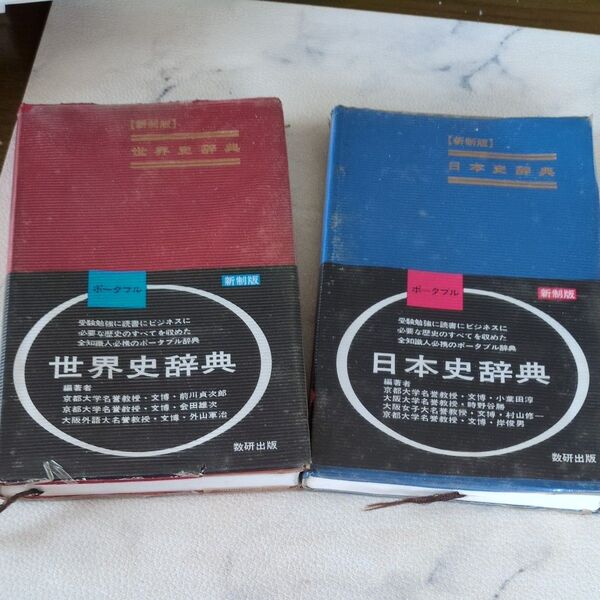 【新制版】
世界史辞典
ポータブル
新制版
受験勉強に読書にビジネスに
必要な歴史のすべてを収めた
全知識人必携のポータブル辞典
世界史辞典
編著者
京都大学名誉教授・文博・前川貞次郎
京都大学名誉教授・文博・会田雄次
大阪外語大名誉教授・文博・外山軍治
数研出版
【新制版】
日本史辞典
ポータブル
新制版
受験勉強に読書にビジネスに
必要な歴史のすべてを収めた
全知識人必携のポータブル辞典
日本史辞典
編著者
京都大学名誉教授・文博・小葉田淳
大阪大学名誉教授・時野谷勝
大阪女子大名誉教授・文博・村山修一
京都大学名誉教授・文博・岸俊男
数研出版